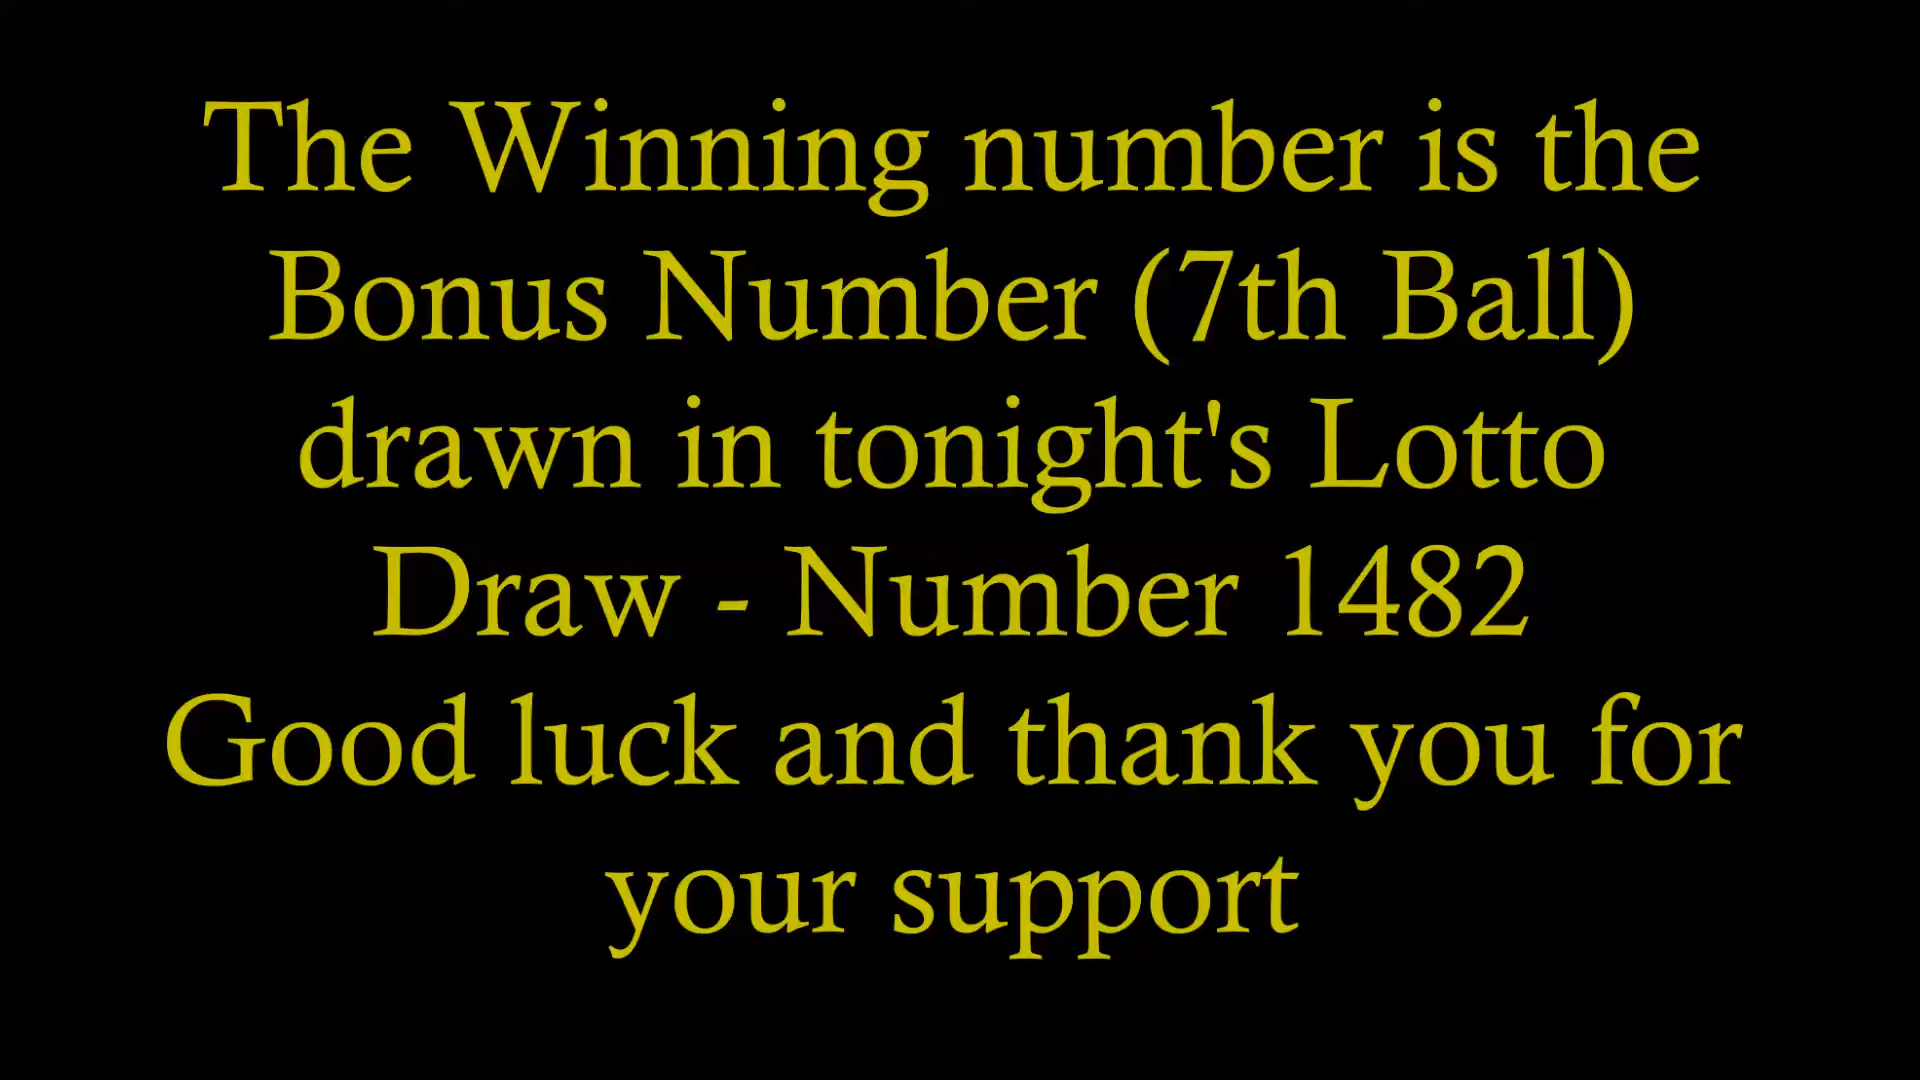 The Winning number is the
Bonus Number (7th Ball)
drawn in tonight's Lotto
Draw - Number 1482
Good luck and thank you for
your support